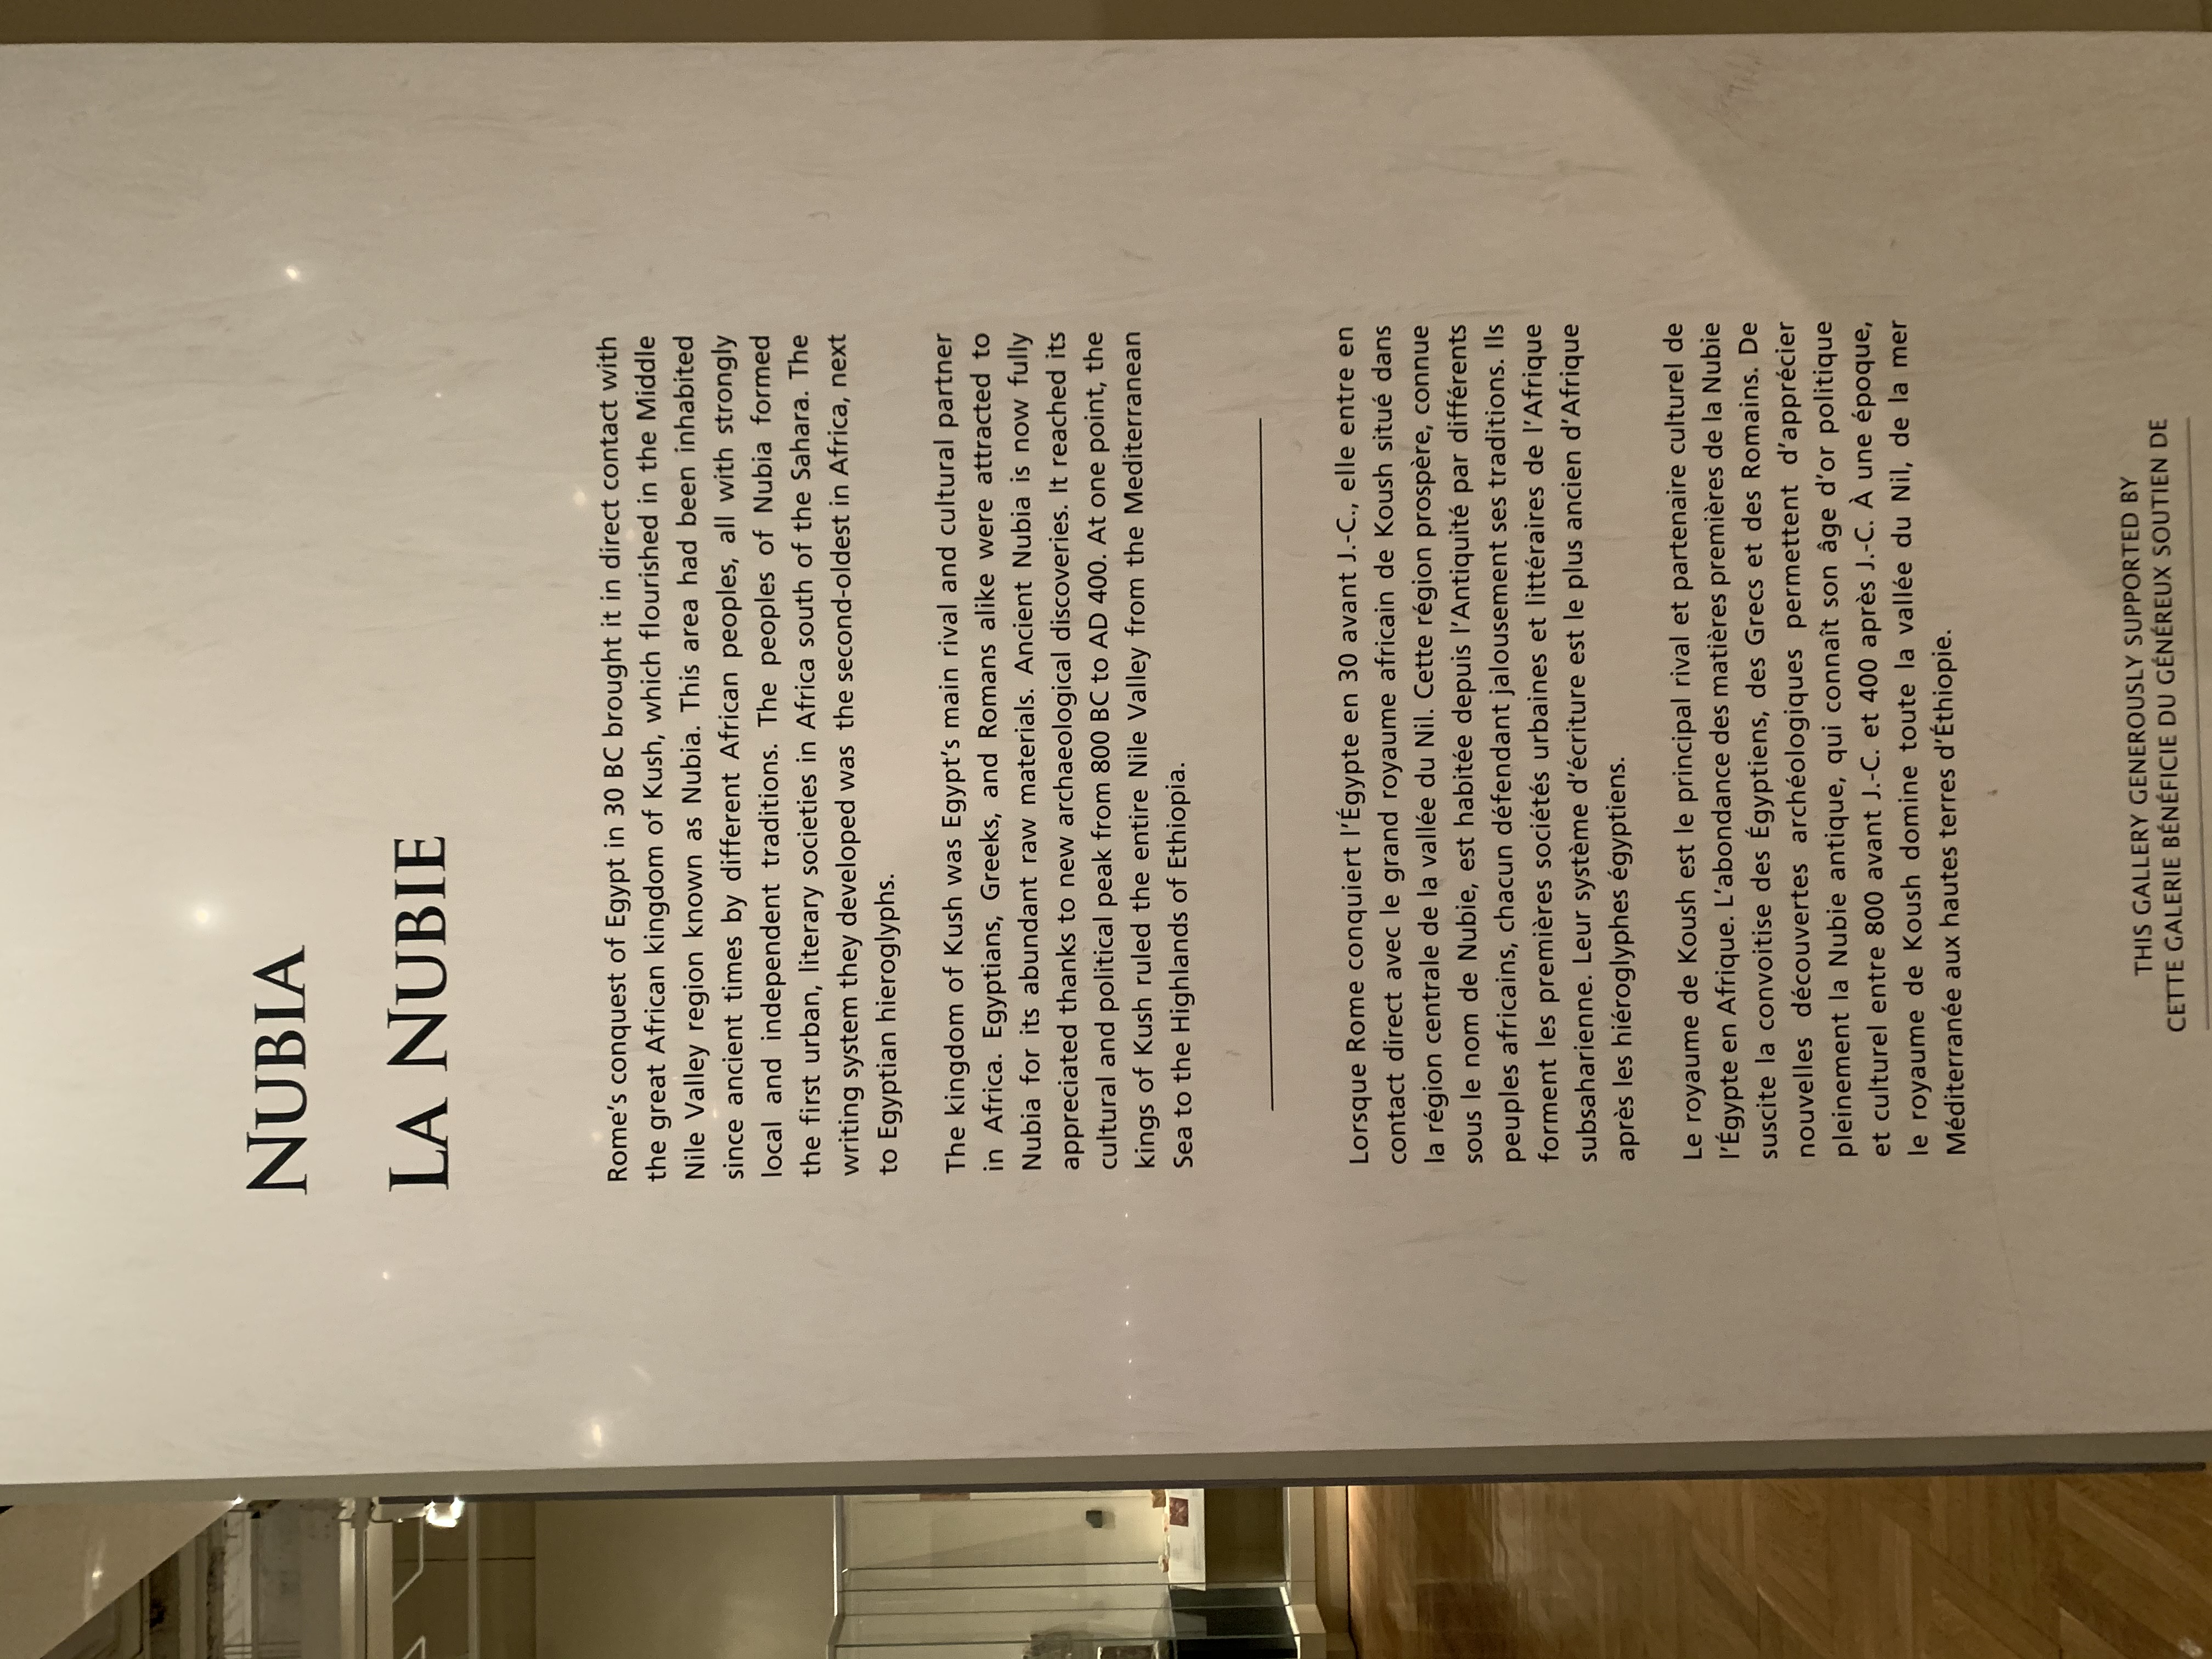 NUBIA
LA NUBIE
Rome's conquest of Egypt in 30 BC brought it in direct contact with
the great African kingdom of Kush, which flourished in the Middle
Nile Valley region known as Nubia. This area had been inhabited
since ancient times by different African peoples, all with strongly
local and independent traditions. The peoples of Nubia formed
the first urban, literary societies in Africa south of the Sahara. The
writing system they developed was the second-oldest in Africa, next
to Egyptian hieroglyphs.
The kingdom of Kush was Egypt's main rival and cultural partner
in Africa. Egyptians, Greeks, and Romans alike were attracted to
Nubia for its abundant raw materials. Ancient Nubia is now fully
appreciated thanks to new archaeological discoveries. It reached its
cultural and political peak from 800 BC to AD 400. At one point, the
kings of Kush ruled the entire Nile Valley from the Mediterranean
Sea to the Highlands of Ethiopia.
Lorsque Rome conquiert l'Égypte en 30 avant J.-C., elle entre en
contact direct avec le grand royaume africain de Koush situé dans
la région centrale de la vallée du Nil. Cette région prospère, connue
sous le nom de Nubie, est habitée depuis l'Antiquité par différents
peuples africains, chacun défendant jalousement ses traditions. Ils
forment les premières sociétés urbaines et littéraires de l'Afrique
subsaharienne. Leur système d'écriture est le plus ancien d'Afrique
après les hiéroglyphes égyptiens.
Le royaume de Koush est le principal rival et partenaire culturel de
l'Égypte en Afrique. L'abondance des matières premières de la Nubie
suscite la convoitise des Égyptiens, des Grecs et des Romains. De
nouvelles découvertes archéologiques permettent d'apprécier
pleinement la Nubie antique, qui connaît son âge d'or politique
et culturel entre 800 avant J.-C. et 400 après J.-C. À une époque,
le royaume de Koush domine toute la vallée du Nil, de la mer
Méditerranée aux hautes terres d'Éthiopie.
THIS GALLERY GENEROUSLY SUPPORTED BY
CETTE GALERIE BÉNÉFICIE DU GÉNÉREUX SOUTIEN DE